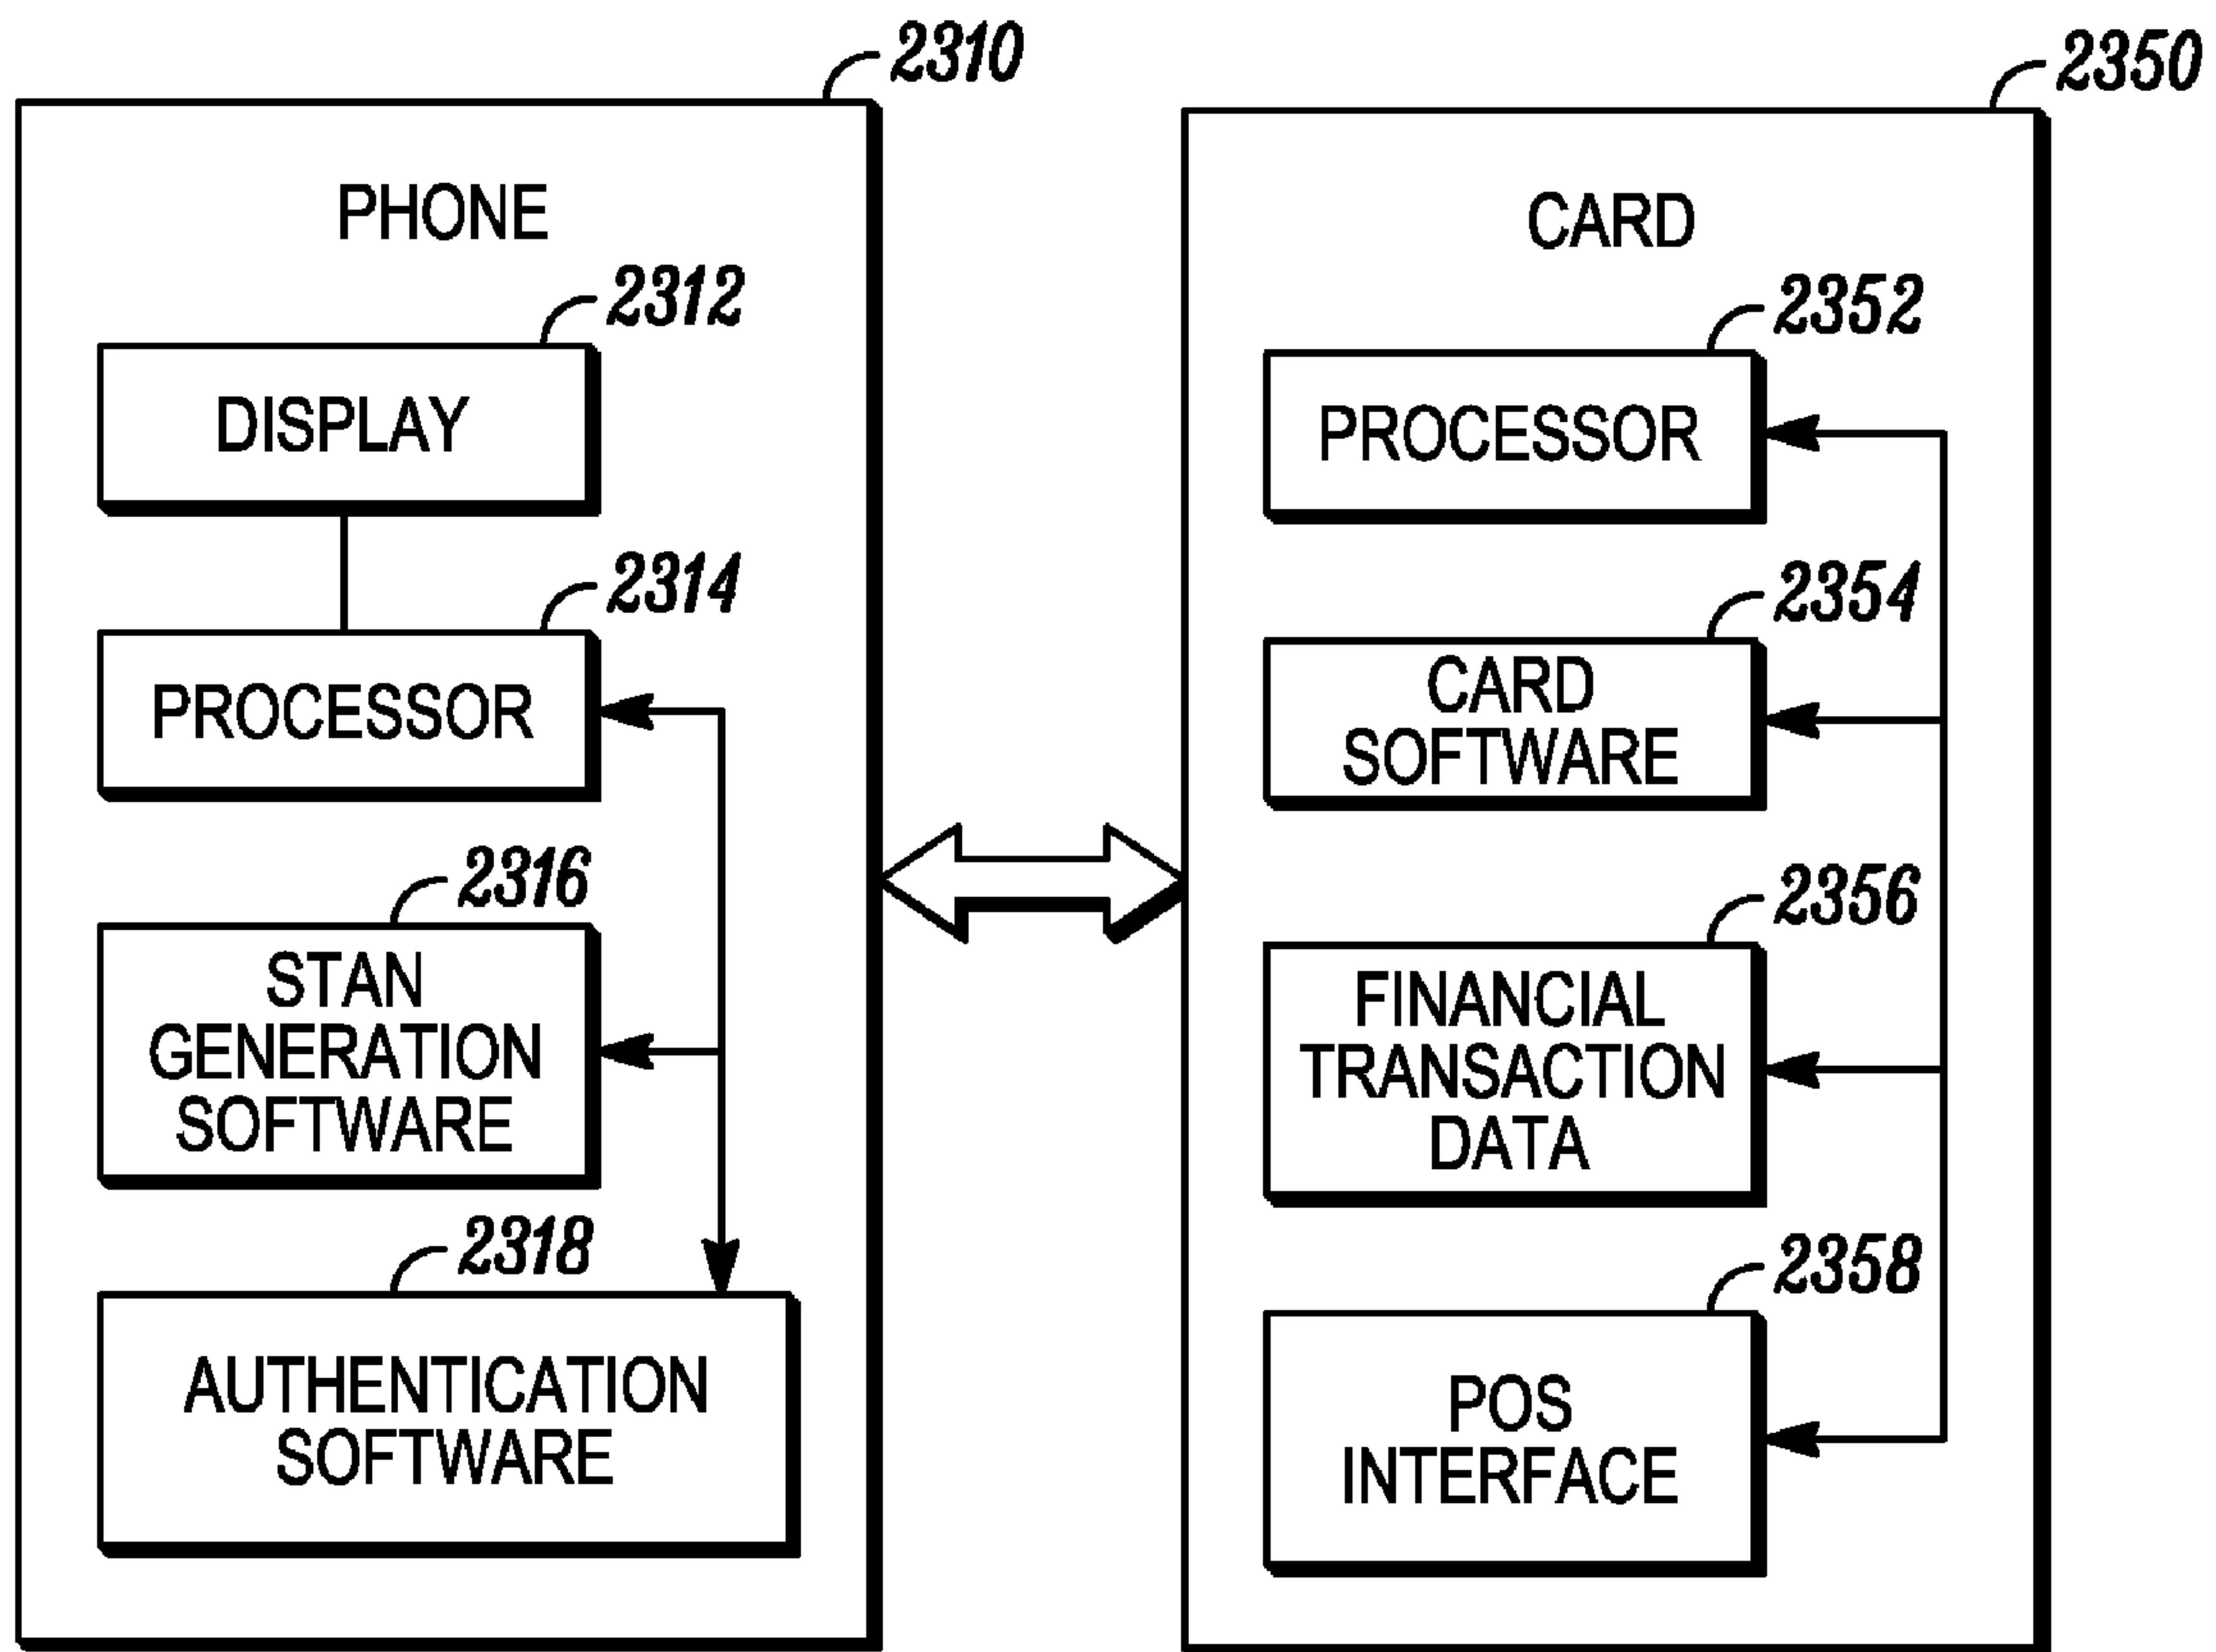 2310
PHONE
2312
DISPLAY
2314
PROCESSOR
2316
STAN
GENERATION
SOFTWARE
2318
AUTHENTICATION
SOFTWARE
2350
CARD
2352
PROCESSOR
2354
CARD
SOFTWARE
2356
FINANCIAL
TRANSACTION
DATA
2358
POS
INTERFACE